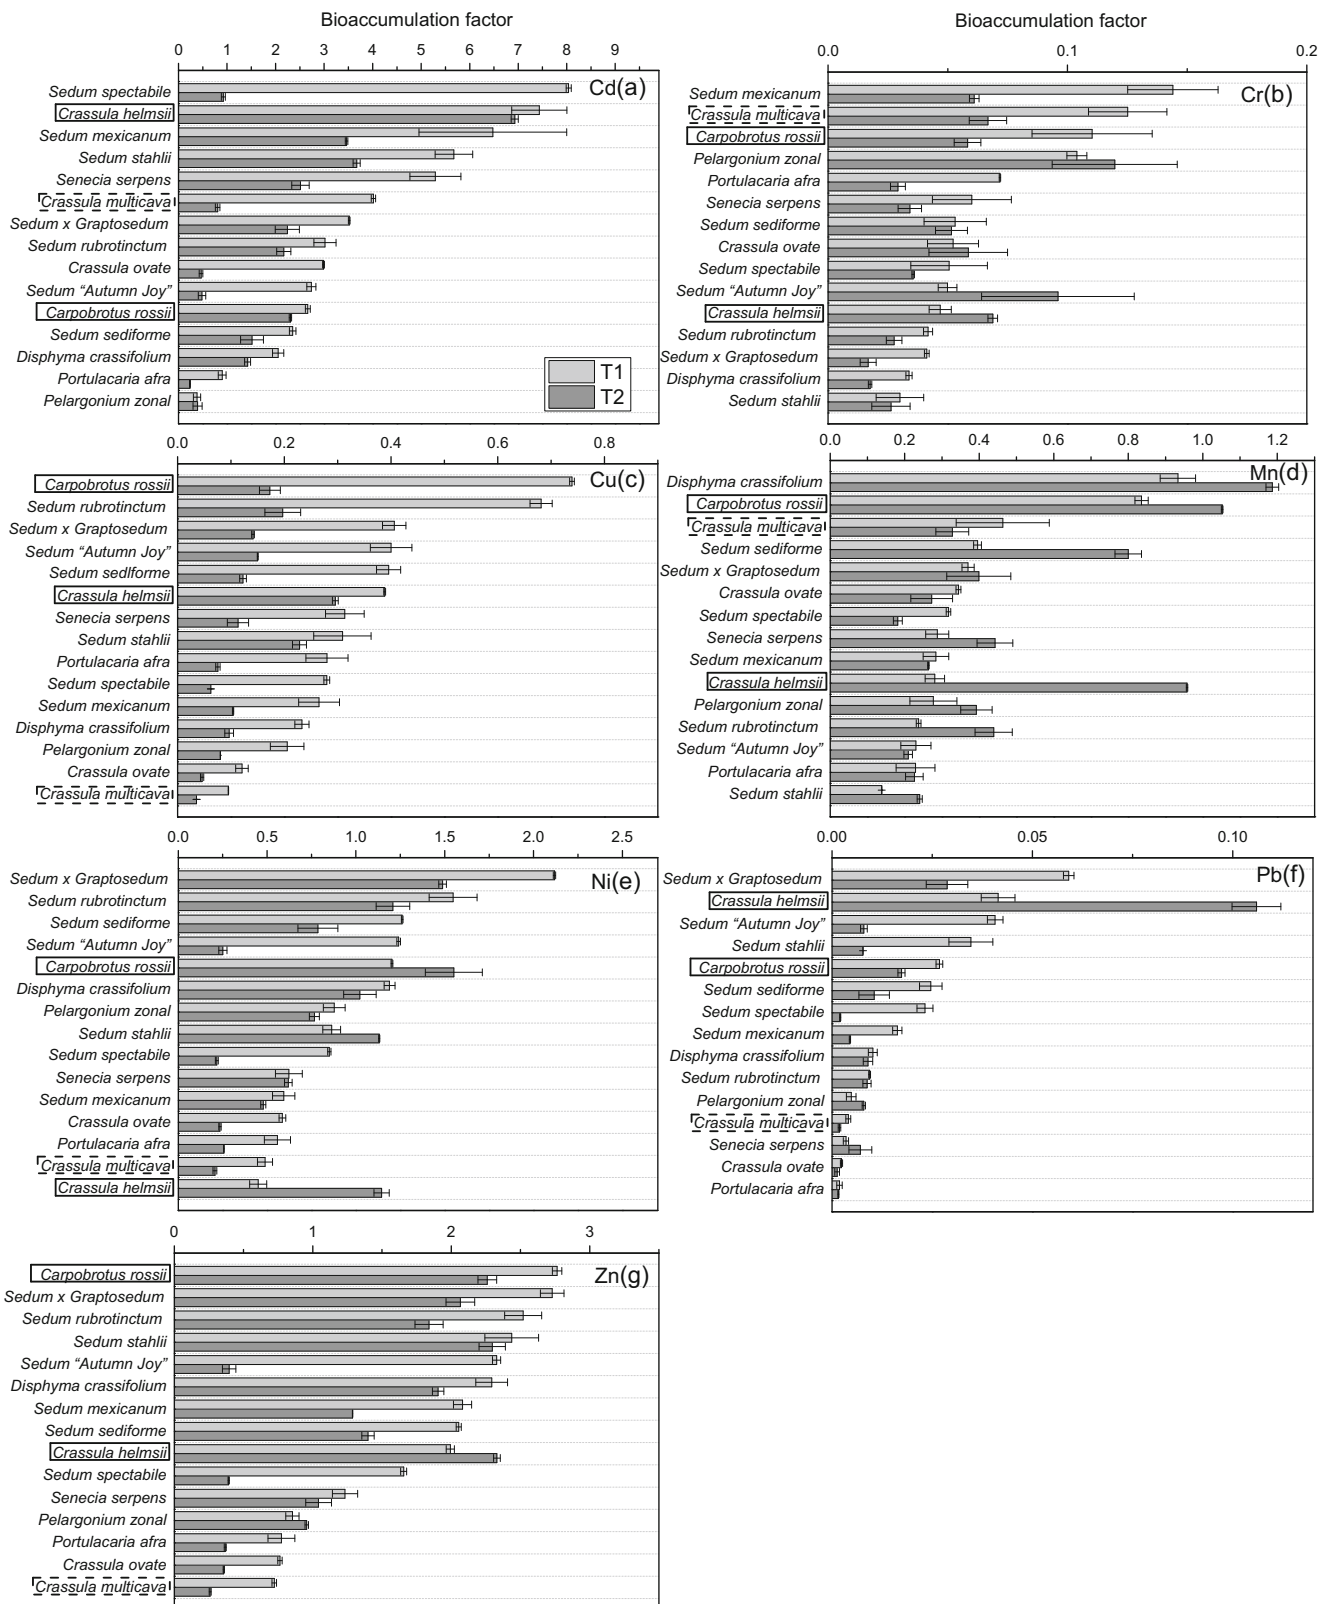 Bioaccumulation factor
0 1 2 3 4 5 6 7 8 9
Sedum spectabile
Cd(a)
Crassula helmsii
Sedum mexicanum
Sedum stahlii
Senecia serpens
Crassula multicava
Sedum x Graptosedum
Sedum rubrotinctum
Crassula ovate
Sedum “Autumn Joy”
Carpobrotus rossii
Sedum sediforme
Disphyma crassifolium
Portulacaria afra
Pelargonium zonal
T1
T2
Bioaccumulation factor
0.0 0.1 0.2
Sedum mexicanum
Cr(b)
Crassula multicava
Carpobrotus rossii
Pelargonium zonal
Portulacaria afra
Senecia serpens
Sedum sediforme
Crassula ovate
Sedum spectabile
Sedum “Autumn Joy”
Crassula helmsii
Sedum rubrotinctum
Sedum x Graptosedum
Disphyma crassifolium
Sedum stahlii
0.0 0.2 0.4 0.6 0.8
Cu(c)
Carpobrotus rossii
Sedum rubrotinctum
Sedum x Graptosedum
Sedum “Autumn Joy”
Sedum sedlforme
Crassula helmsii
Senecia serpens
Sedum stahlii
Portulacaria afra
Sedum spectabile
Sedum mexicanum
Disphyma crassifolium
Pelargonium zonal
Crassula ovate
Crassula multicava
0.0 0.2 0.4 0.6 0.8 1.0 1.2
Mn(d)
Disphyma crassifolium
Carpobrotus rossii
Crassula multicava
Sedum sediforme
Sedum x Graptosedum
Crassula ovate
Sedum spectabile
Senecia serpens
Sedum mexicanum
Crassula helmsii
Pelargonium zonal
Sedum rubrotinctum
Sedum “Autumn Joy”
Portulacaria afra
Sedum stahlii
0.0 0.5 1.0 1.5 2.0 2.5
Sedum x Graptosedum
Ni(e)
Sedum rubrotinctum
Sedum sediforme
Sedum “Autumn Joy”
Carpobrotus rossii
Disphyma crassifolium
Pelargonium zonal
Sedum stahlii
Sedum spectabile
Senecia serpens
Sedum mexicanum
Crassula ovate
Portulacaria afra
Crassula multicava
Crassula helmsii
0.00 0.05 0.10
Pb(f)
Sedum x Graptosedum
Crassula helmsii
Sedum “Autumn Joy”
Sedum stahlii
Carpobrotus rossii
Sedum sediforme
Sedum spectabile
Sedum mexicanum
Disphyma crassifolium
Sedum rubrotinctum
Pelargonium zonal
Crassula multicava
Senecia serpens
Crassula ovate
Portulacaria afra
0 1 2 3
Carpobrotus rossii
Zn(g)
Sedum x Graptosedum
Sedum rubrotinctum
Sedum stahlii
Sedum “Autumn Joy”
Disphyma crassifolium
Sedum mexicanum
Sedum sediforme
Crassula helmsii
Sedum spectabile
Senecia serpens
Pelargonium zonal
Portulacaria afra
Crassula ovate
Crassula multicava